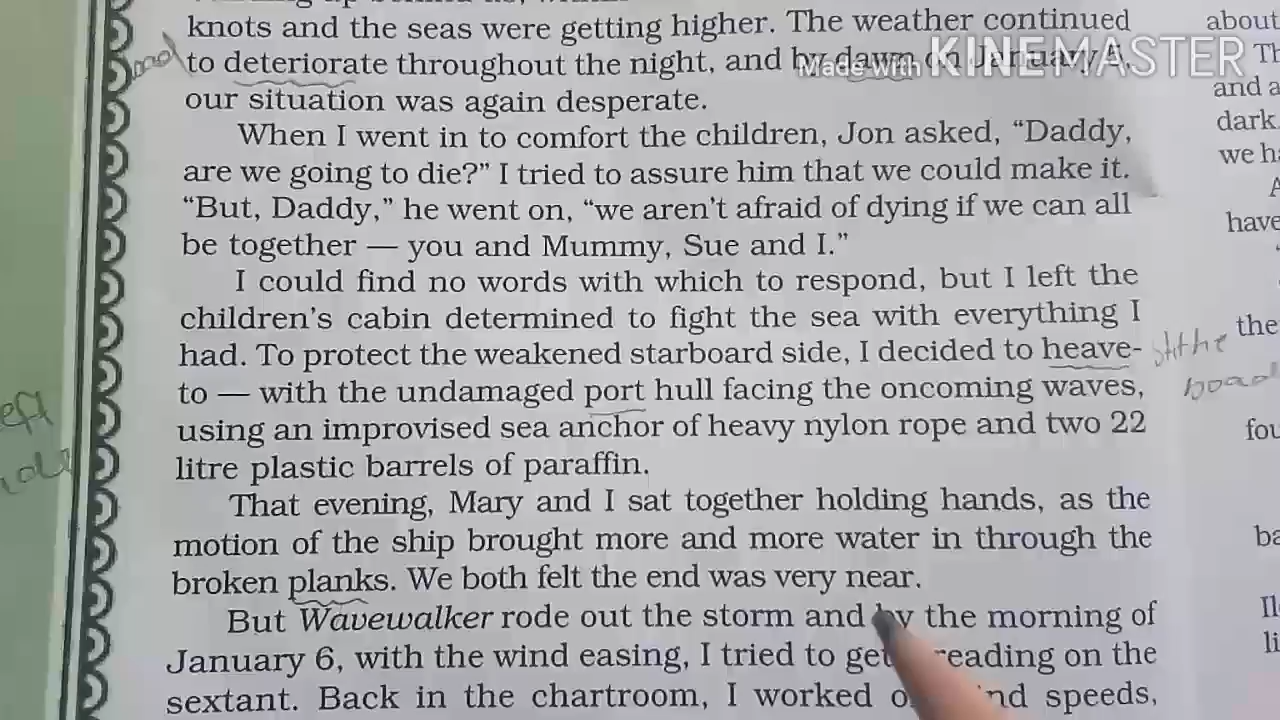 knots and the seas were getting higher. The weather continued
to deteriorate throughout the night, and by dawn on January 5,
Made with KINEMASTER
our situation was again desperate.
When I went in to comfort the children, Jon asked, “Daddy,
are we going to die?” I tried to assure him that we could make it.
“But, Daddy,” he went on, “we aren't afraid of dying if we can all
be together — you and Mummy, Sue and I.”
I could find no words with which to respond, but I left the
children's cabin determined to fight the sea with everything I
had. To protect the weakened starboard side, I decided to heave-
to — with the undamaged port hull facing the oncoming waves,
using an improvised sea anchor of heavy nylon rope and two 22
litre plastic barrels of paraffin.
That evening, Mary and I sat together holding hands, as the
motion of the ship brought more and more water in through the
broken planks. We both felt the end was very near.
But Wavewalker rode out the storm and by the morning of
January 6, with the wind easing, I tried to get reading on the
sextant. Back in the chartroom, I worked speeds,
about
and a
dark
we
have
the